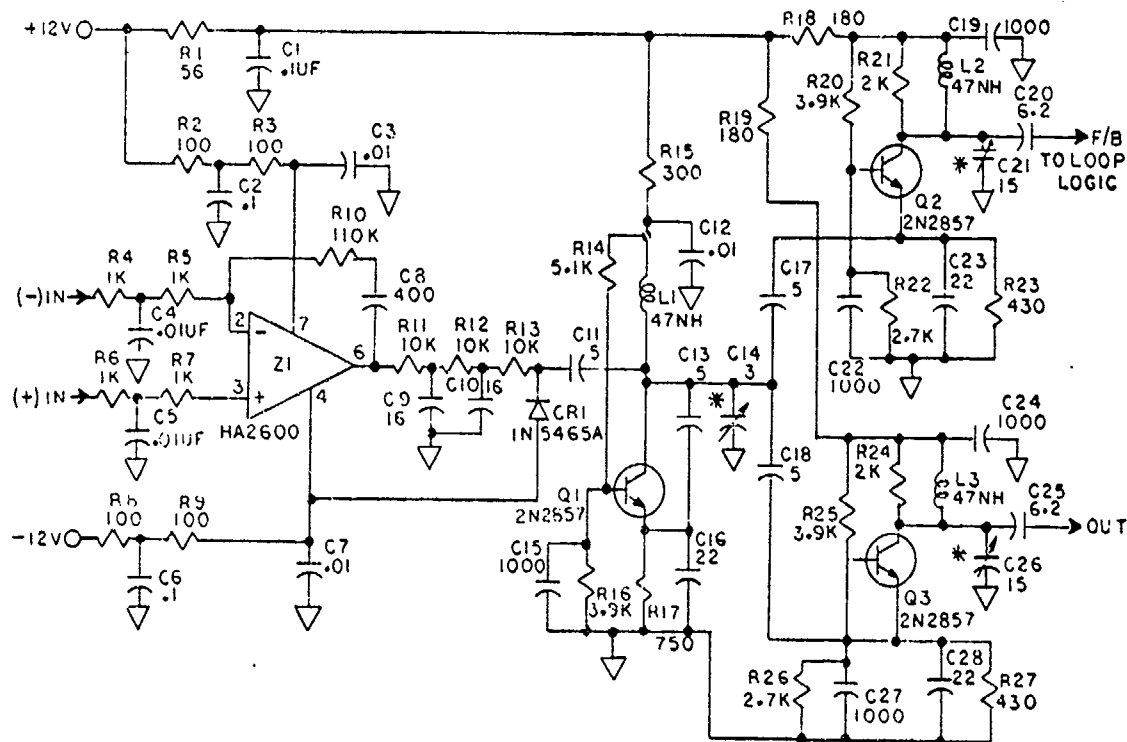 +12V
R1
56
C1
.1UF
R18 180
C19
1000
R21
2K
L2
47NH
R20
3.9K
C20
6.2
F/B
TO LOOP
LOGIC
R19
180
*
C21
15
Q2
2N2857
R2
100
R3
100
C3
.01
C2
.1
R15
300
R10
110K
R14
5.1K
C12
.01
R4
1K
R5
1K
(-)IN
C4
.01UF
C8
400
L1
47NH
C17
5
C23
22
R22
2.7K
R23
430
C22
1000
R6
1K
R7
1K
(+)IN
C5
.01UF
2
-
7
Z1
6
3
+
4
HA2600
R11
10K
R12
10K
R13
10K
C11
5
C9
16
C10
16
CR1
1N5465A
C13
5
C14
3
*
C18
5
C24
1000
R24
2K
L3
47NH
R25
3.9K
C25
6.2
OUT
*
C26
15
Q3
2N2857
R8
100
R9
100
-12V
C6
.1
C7
.01
Q1
2N2857
C15
1000
R16
3.9K
R17
750
C16
22
R26
2.7K
C27
1000
C28
22
R27
430